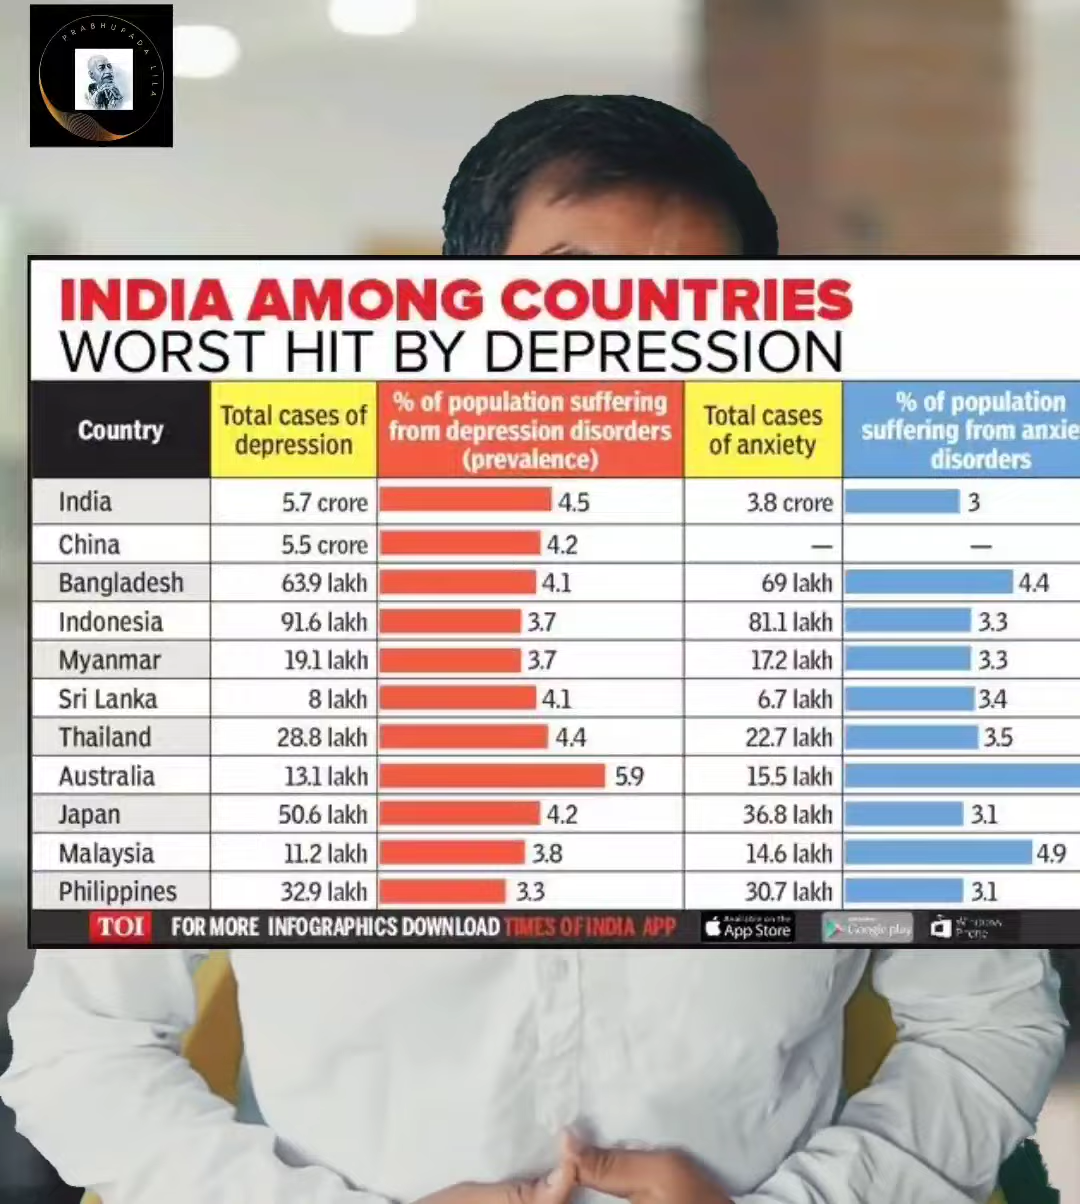 PRABHUPADA LILA
INDIA AMONG COUNTRIES
WORST HIT BY DEPRESSION
Country
Total cases of
depression
% of population suffering
from depression disorders
(prevalence)
Total cases
of anxiety
% of population
suffering from anxie
disorders
India 5.7 crore 4.5 3.8 crore 3
China 5.5 crore 4.2 — —
Bangladesh 63.9 lakh 4.1 69 lakh 4.4
Indonesia 91.6 lakh 3.7 81.1 lakh 3.3
Myanmar 19.1 lakh 3.7 17.2 lakh 3.3
Sri Lanka 8 lakh 4.1 6.7 lakh 3.4
Thailand 28.8 lakh 4.4 22.7 lakh 3.5
Australia 13.1 lakh 5.9 15.5 lakh
Japan 50.6 lakh 4.2 36.8 lakh 3.1
Malaysia 11.2 lakh 3.8 14.6 lakh 4.9
Philippines 32.9 lakh 3.3 30.7 lakh 3.1
TOI FOR MORE INFOGRAPHICS DOWNLOAD TIMES OF INDIA APP
Available on the
App Store
Google play
Windows
Phone